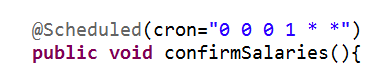 @Scheduled(cron="0 0 0 1 * *")
public void confirmSalaries(){